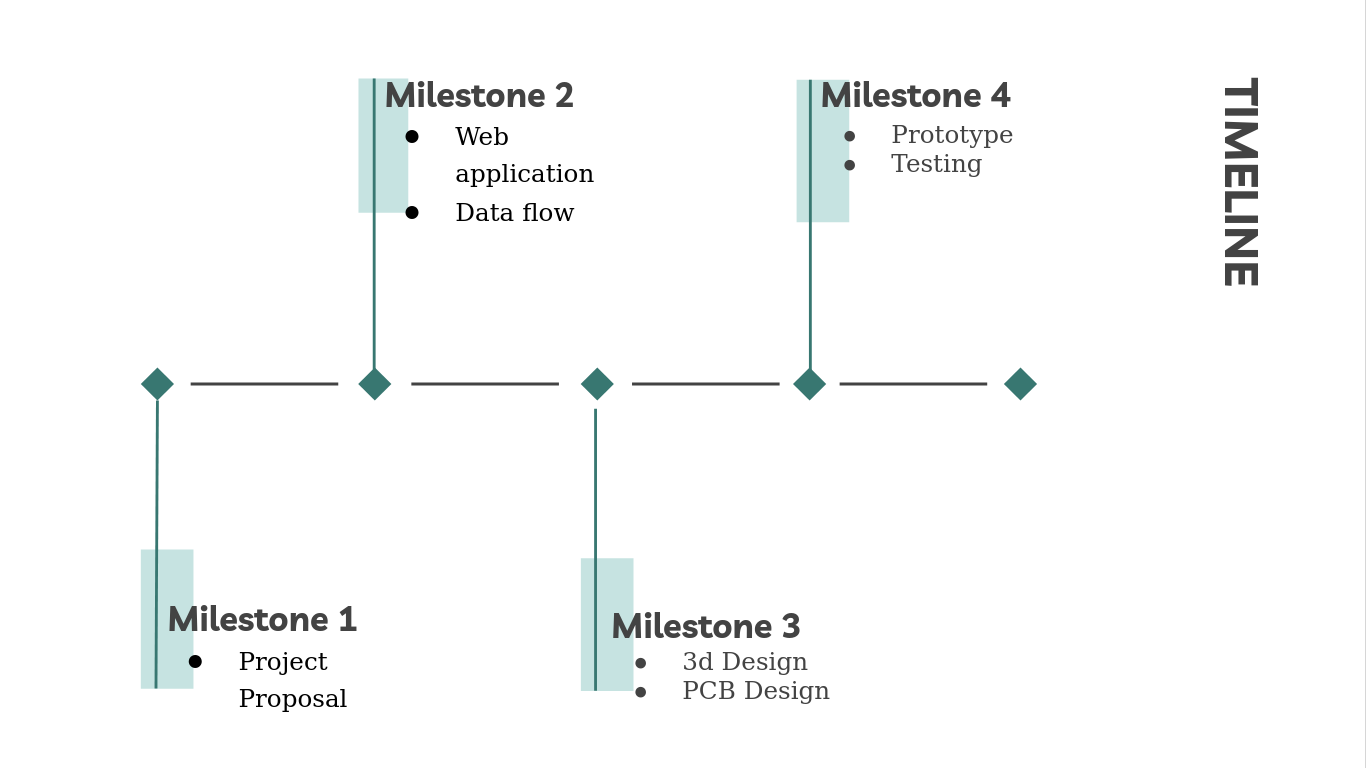 TIMELINE
Milestone 2
● Web
application
● Data flow
Milestone 4
● Prototype
● Testing
Milestone 1
● Project
Proposal
Milestone 3
● 3d Design
● PCB Design